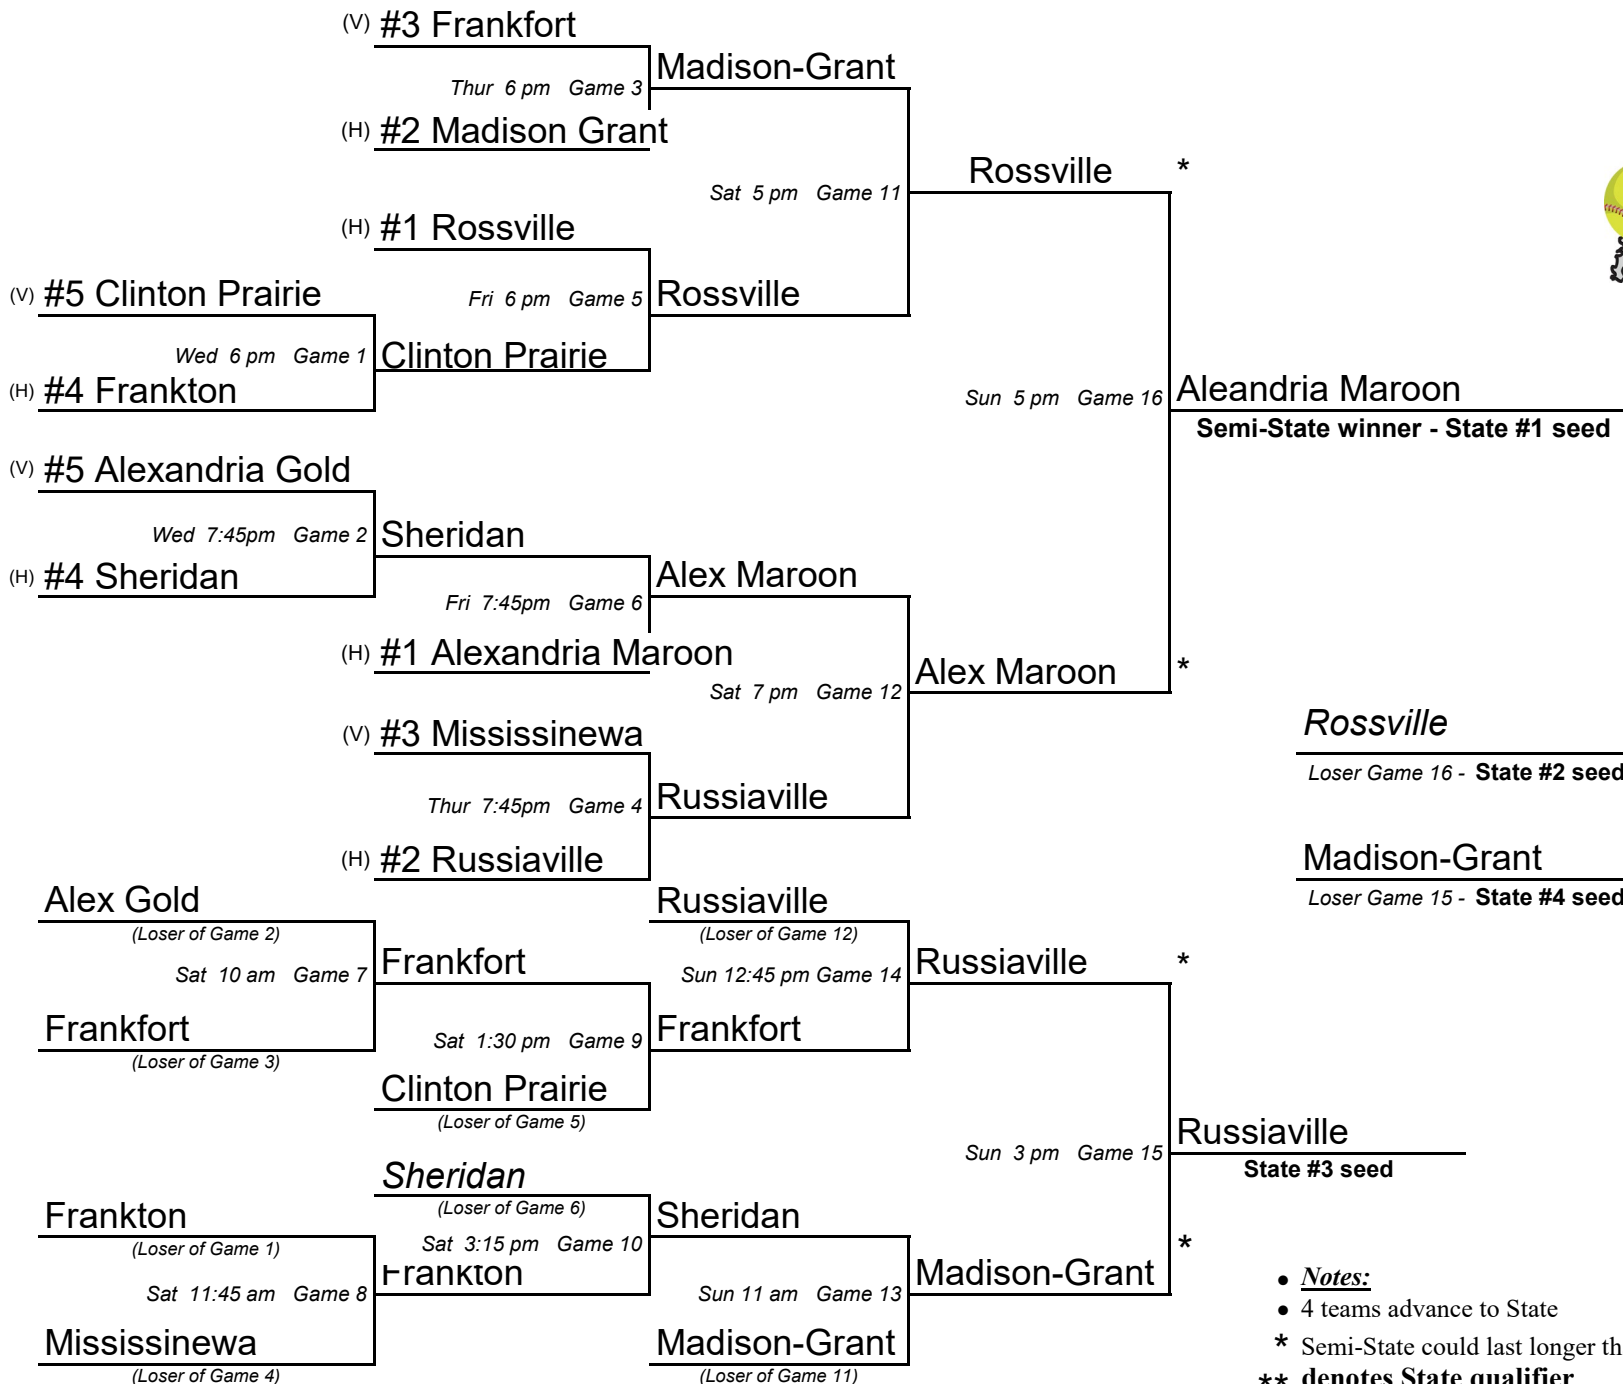 (V) #3 Frankfort
Madison-Grant
Thur 6 pm Game 3
(H) #2 Madison Grant
Rossville *
Sat 5 pm Game 11
(H) #1 Rossville
(V) #5 Clinton Prairie
Fri 6 pm Game 5
Rossville
Wed 6 pm Game 1
Clinton Prairie
(H) #4 Frankton
Sun 5 pm Game 16
Aleandria Maroon
Semi-State winner - State #1 seed
(V) #5 Alexandria Gold
Wed 7:45pm Game 2
Sheridan
(H) #4 Sheridan
Alex Maroon
Fri 7:45pm Game 6
(H) #1 Alexandria Maroon
Alex Maroon *
Sat 7 pm Game 12
(V) #3 Mississinewa
Rossville
Loser Game 16 - State #2 seed
Thur 7:45pm Game 4
Russiaville
(H) #2 Russiaville
Madison-Grant
Loser Game 15 - State #4 seed
Alex Gold
(Loser of Game 2)
Russiaville
(Loser of Game 12)
Sat 10 am Game 7
Frankfort
Sun 12:45 pm Game 14
Russiaville *
Frankfort
(Loser of Game 3)
Sat 1:30 pm Game 9
Frankfort
Clinton Prairie
(Loser of Game 5)
Sun 3 pm Game 15
Russiaville
State #3 seed
Sheridan
(Loser of Game 6)
Frankton
(Loser of Game 1)
Sheridan
Sat 3:15 pm Game 10
*
Sat 11:45 am Game 8
Frankton
Sun 11 am Game 13
Madison-Grant
Mississinewa
(Loser of Game 4)
Madison-Grant
(Loser of Game 11)
• Notes:
• 4 teams advance to State
* Semi-State could last longer th
** denotes State qualifier